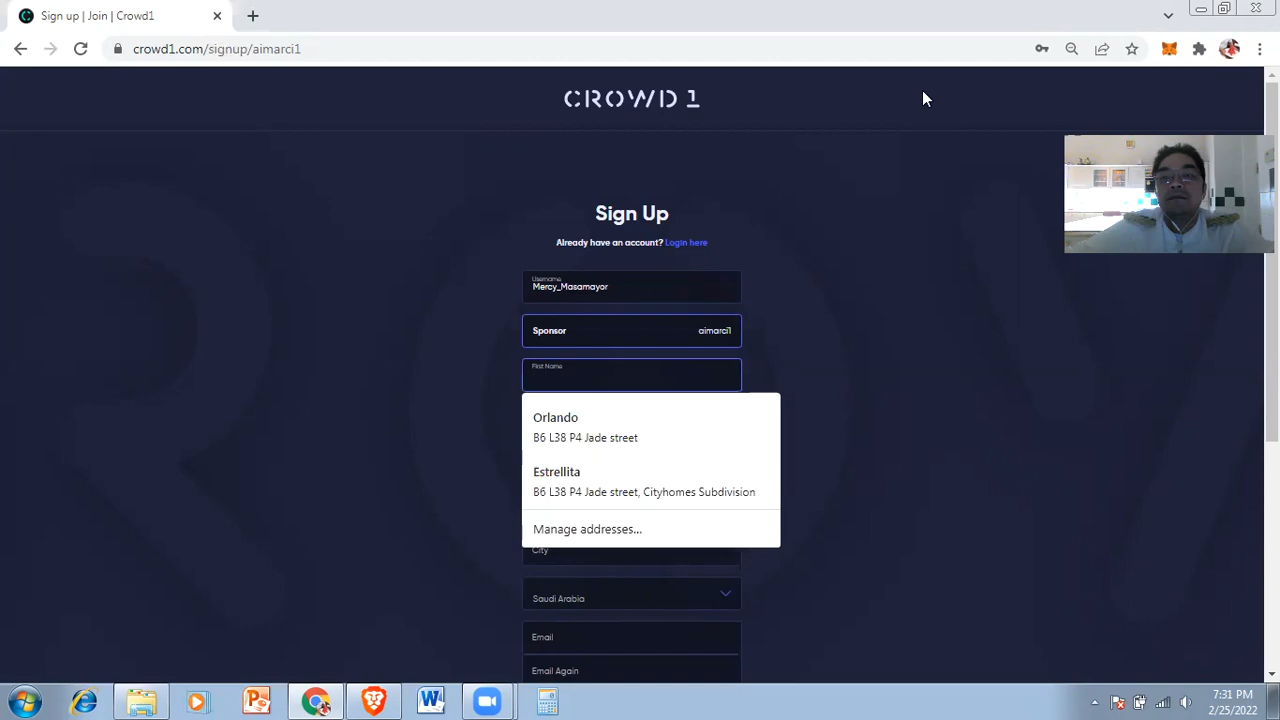 Sign up | Join | Crowd1
crowd1.com/signup/aimarci1
CROWD 1
Sign Up
Already have an account? Login here
Username
Mercy_Masamayor
Sponsor aimarci1
First Name
Orlando
B6 L38 P4 Jade street
Estrellita
B6 L38 P4 Jade street, Cityhomes Subdivision
Manage addresses...
City
Saudi Arabia
Email
Email Again
7:31 PM
2/25/2022